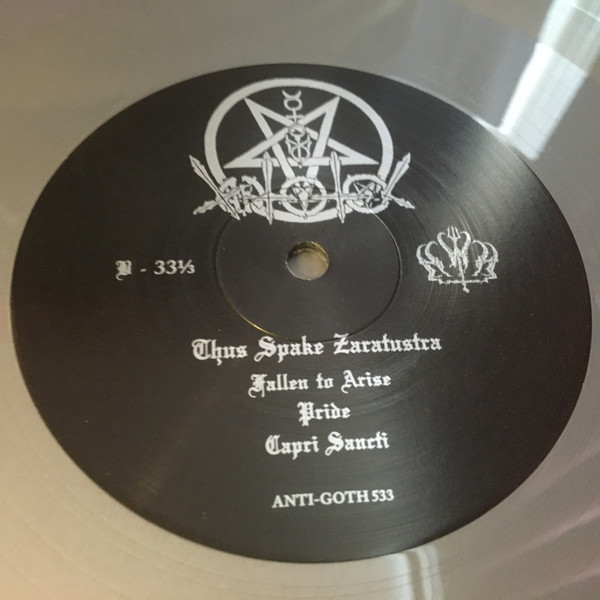 B - 33⅓
Thus Spake Zaratustra
Fallen to Arise
Pride
Capri Sancti
ANTI-GOTH 533